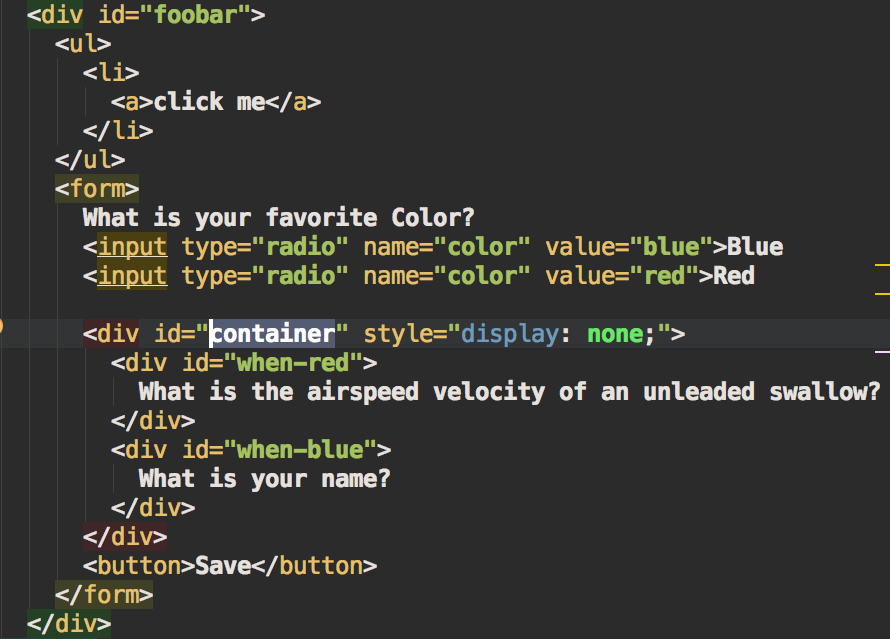 <div id="foobar">
<ul>
<li>
<a>click me</a>
</li>
</ul>
<form>
What is your favorite Color?
<input type="radio" name="color" value="blue">Blue
<input type="radio" name="color" value="red">Red
<div id="container" style="display: none;">
<div id="when-red">
What is the airspeed velocity of an unleaded swallow?
</div>
<div id="when-blue">
What is your name?
</div>
</div>
<button>Save</button>
</form>
</div>